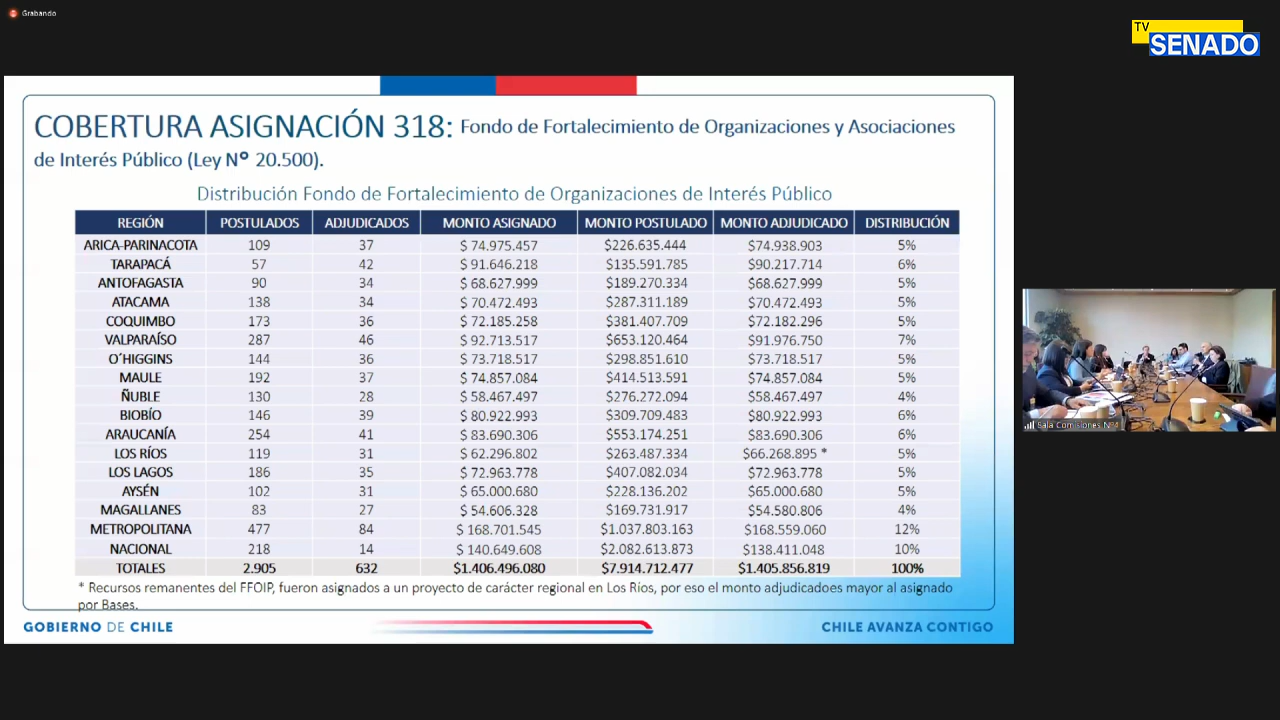 Grabando
TV
SENADO
COBERTURA ASIGNACIÓN 318: Fondo de Fortalecimiento de Organizaciones y Asociaciones
de Interés Público (Ley Nº 20.500).
Distribución Fondo de Fortalecimiento de Organizaciones de Interés Público
REGIÓN POSTULADOS ADJUDICADOS MONTO ASIGNADO MONTO POSTULADO MONTO ADJUDICADO DISTRIBUCIÓN
ARICA-PARINACOTA 109 37 $ 74.975.457 $226.635.444 $74.938.903 5%
TARAPACÁ 57 42 $ 91.646.218 $135.591.785 $90.217.714 6%
ANTOFAGASTA 90 34 $ 68.627.999 $189.270.334 $68.627.999 5%
ATACAMA 138 34 $ 70.472.493 $287.311.189 $70.472.493 5%
COQUIMBO 173 36 $ 72.185.258 $381.407.709 $72.182.296 5%
VALPARAÍSO 287 46 $ 92.713.517 $653.120.464 $91.976.750 7%
O´HIGGINS 144 36 $ 73.718.517 $298.851.610 $73.718.517 5%
MAULE 192 37 $ 74.857.084 $414.513.591 $74.857.084 5%
ÑUBLE 130 28 $ 58.467.497 $276.272.094 $58.467.497 4%
BIOBÍO 146 39 $ 80.922.993 $309.709.483 $80.922.993 6%
ARAUCANÍA 254 41 $ 83.690.306 $553.174.251 $83.690.306 6%
LOS RÍOS 119 31 $ 62.296.802 $263.487.334 $66.268.895 * 5%
LOS LAGOS 186 35 $ 72.963.778 $407.082.034 $72.963.778 5%
AYSÉN 102 31 $ 65.000.680 $228.136.202 $65.000.680 5%
MAGALLANES 83 27 $ 54.606.328 $169.731.917 $54.580.806 4%
METROPOLITANA 477 84 $ 168.701.545 $1.037.803.163 $168.559.060 12%
NACIONAL 218 14 $ 140.649.608 $2.082.613.873 $138.411.048 10%
TOTALES 2.905 632 $1.406.496.080 $7.914.712.477 $1.405.856.819 100%
* Recursos remanentes del FFOIP, fueron asignados a un proyecto de carácter regional en Los Ríos, por eso el monto adjudicadoes mayor al asignado
por Bases.
GOBIERNO DE CHILE
CHILE AVANZA CONTIGO
Sala Comisiones N°4